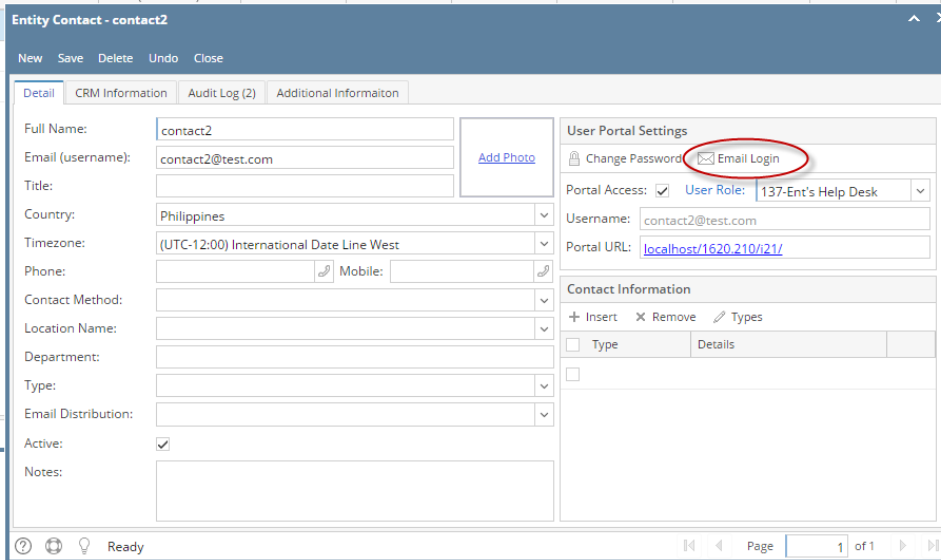 Entity Contact - contact2
New Save Delete Undo Close
Detail CRM Information Audit Log (2) Additional Informaiton
Full Name: contact2
Email (username): contact2@test.com
Title:
Add Photo
Country: Philippines
Timezone: (UTC-12:00) International Date Line West
Phone: Mobile:
Contact Method:
Location Name:
Department:
Type:
Email Distribution:
Active:
Notes:
User Portal Settings
Change Password Email Login
Portal Access: User Role: 137-Ent's Help Desk
Username: contact2@test.com
Portal URL: localhost/1620.210/i21/
Contact Information
Insert Remove Types
Type Details
Ready
Page 1 of 1